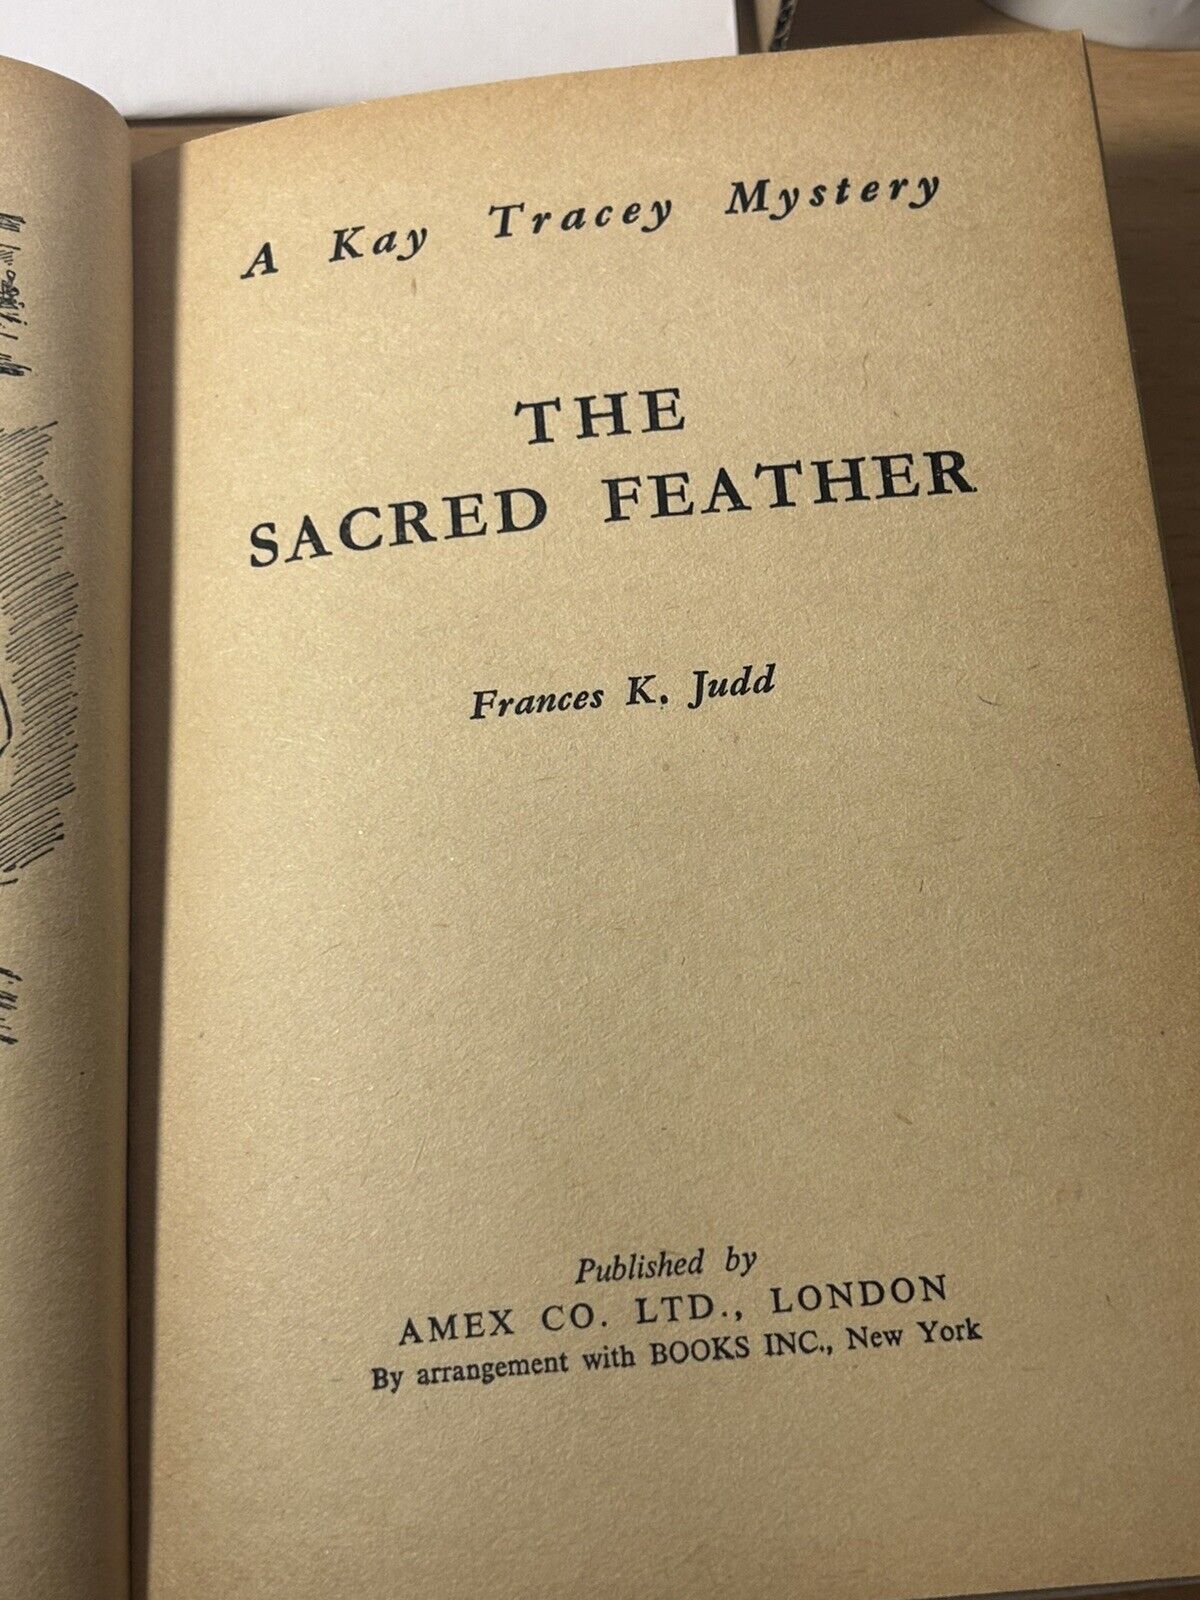 A Kay Tracey Mystery
THE
SACRED FEATHER
Frances K. Judd
Published by
AMEX CO. LTD., LONDON
By arrangement with BOOKS INC., New York